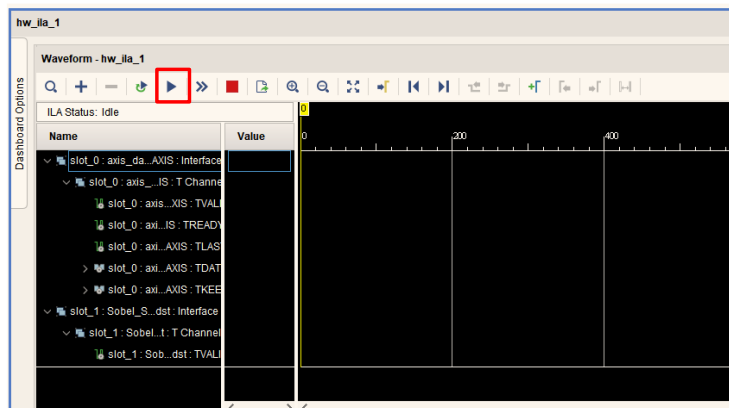 hw_ila_1
Dashboard Options
Waveform - hw_ila_1
ILA Status: Idle
Name Value
0
0 200 400
slot_0 : axis_da...AXIS : Interface
slot_0 : axis_...IS : T Channe
slot_0 : axis...XIS : TVALI
slot_0 : axi...IS : TREADY
slot_0 : axi...AXIS : TLAS
slot_0 : axi...AXIS : TDAT
slot_0 : axi...AXIS : TKEE
slot_1 : Sobel_S...dst : Interface
slot_1 : Sobel...t : T Channel
slot_1 : Sob...dst : TVALI